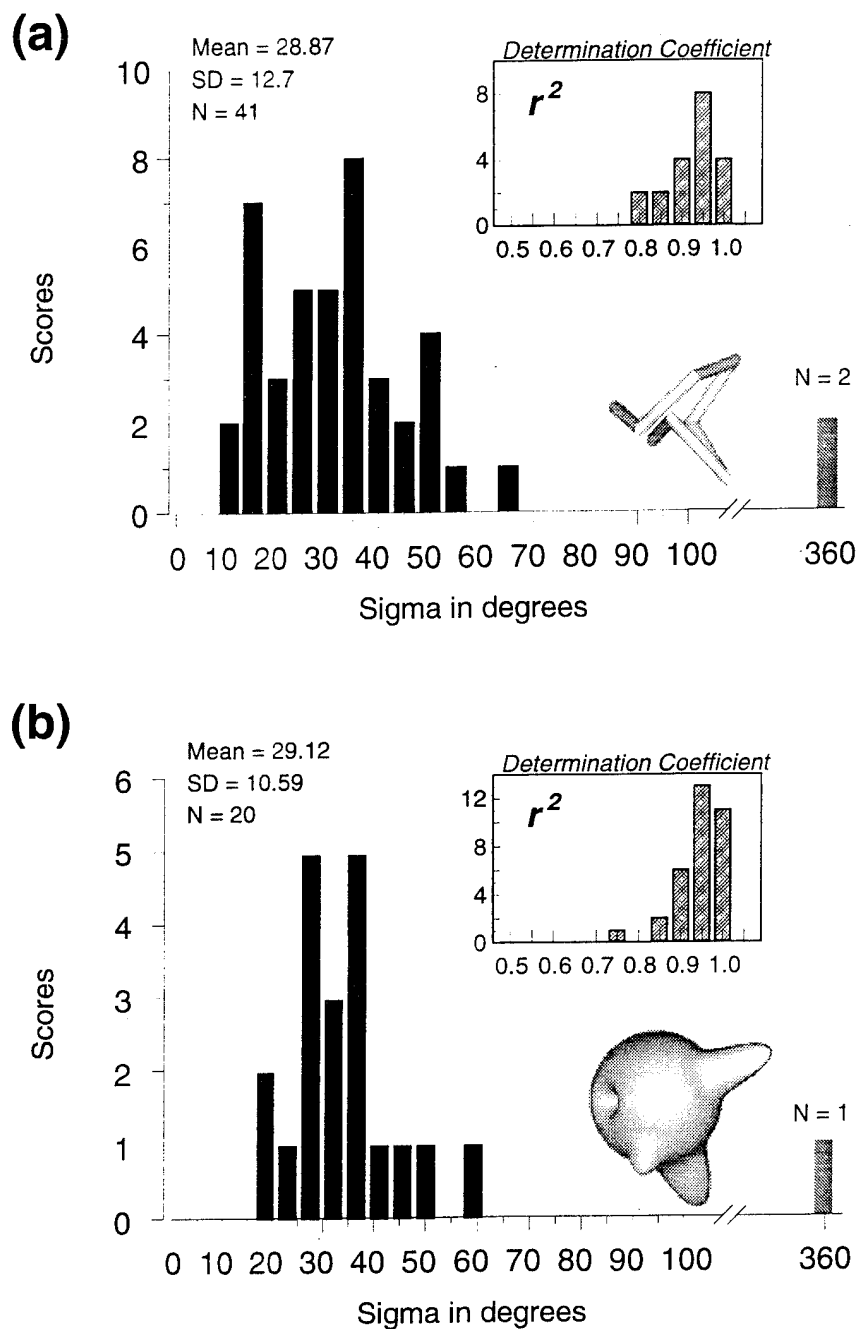 (a)
Mean = 28.87
SD = 12.7
N = 41
Determination Coefficient
r²
8
4
0
0.5 0.6 0.7 0.8 0.9 1.0
10
8
6
4
2
0
Scores
N = 2
0 10 20 30 40 50 60 70 80 90 100 360
Sigma in degrees
(b)
Mean = 29.12
SD = 10.59
N = 20
Determination Coefficient
r²
12
8
4
0
0.5 0.6 0.7 0.8 0.9 1.0
6
5
4
3
2
1
0
Scores
N = 1
0 10 20 30 40 50 60 70 80 90 100 360
Sigma in degrees